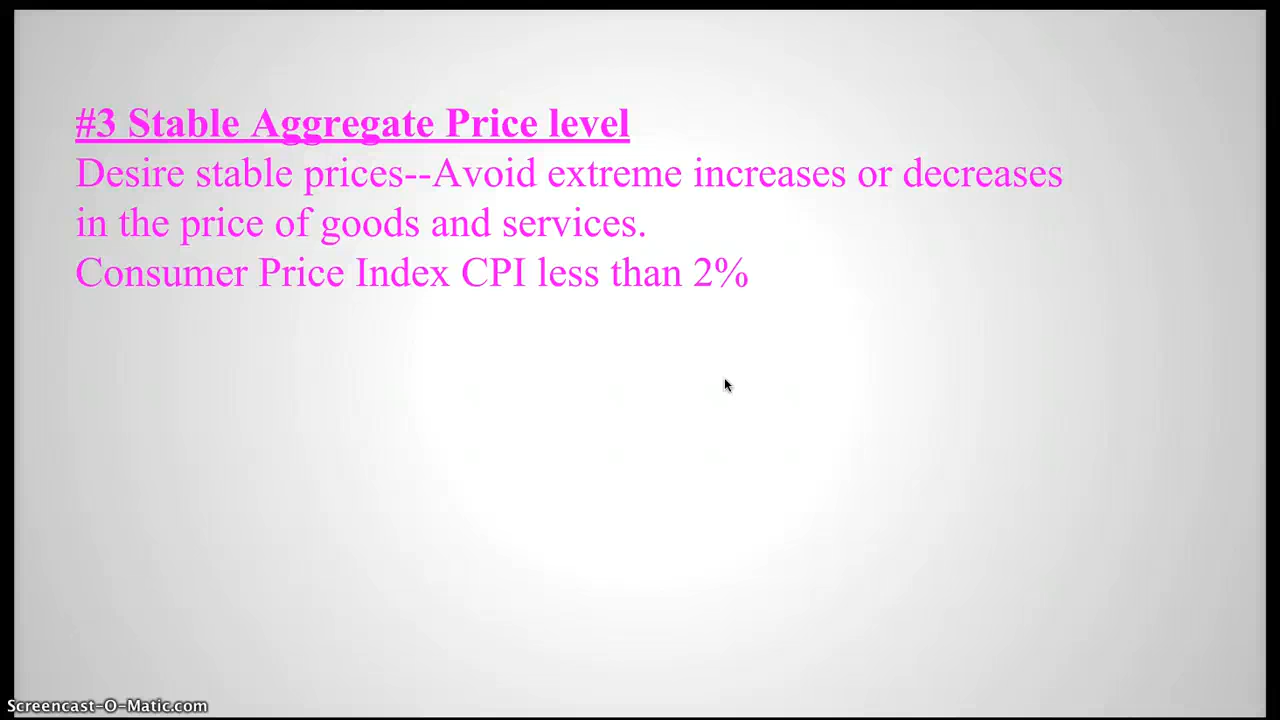 #3 Stable Aggregate Price level
Desire stable prices--Avoid extreme increases or decreases
in the price of goods and services.
Consumer Price Index CPI less than 2%
Screencast-O-Matic.com